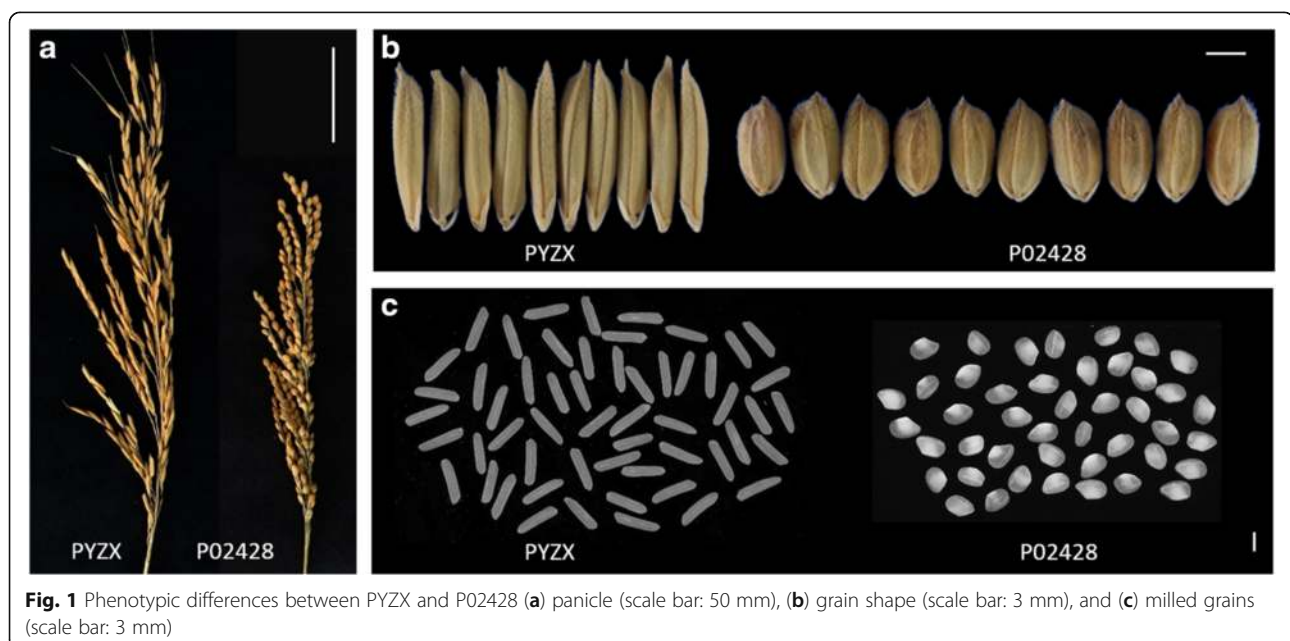 a
PYZX
P02428
b
PYZX
P02428
c
PYZX
P02428
Fig. 1 Phenotypic differences between PYZX and P02428 (a) panicle (scale bar: 50 mm), (b) grain shape (scale bar: 3 mm), and (c) milled grains
(scale bar: 3 mm)